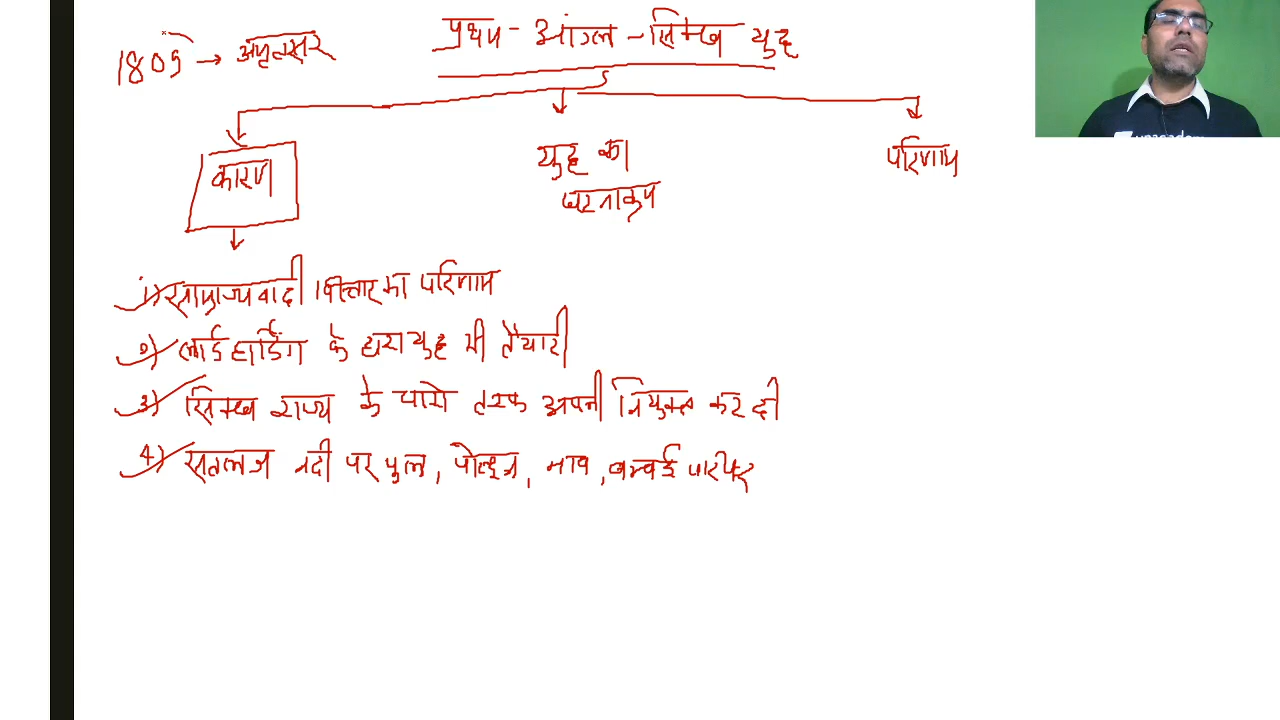 1809 → अमृतसर
प्रथम - आंग्ल - सिक्ख युद्ध
कारण
युद्ध का
घटनाक्रम
परिणाम
1) साम्राज्यवादी विस्तार का परिणाम
2) लार्ड हार्डिंग के द्वारा युद्ध की तैयारी
3) सिक्ख राज्य के चारो तरफ अपनी नियुक्त कर दी
4) सतलज नदी पर पुल, नाव, बम्बई